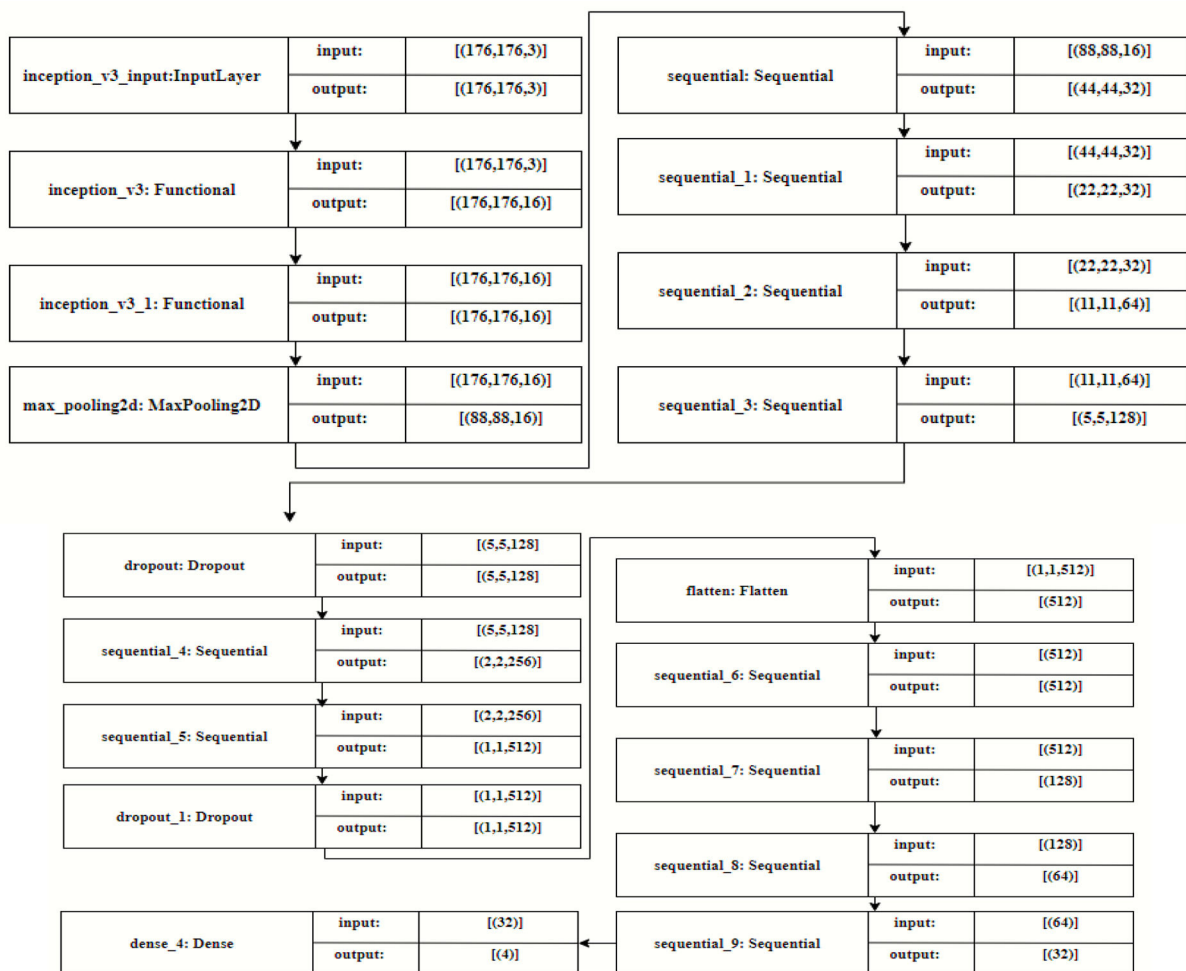 inception_v3_input:InputLayer
input: [(176,176,3)]
output: [(176,176,3)]
inception_v3: Functional
input: [(176,176,3)]
output: [(176,176,16)]
inception_v3_1: Functional
input: [(176,176,16)]
output: [(176,176,16)]
max_pooling2d: MaxPooling2D
input: [(176,176,16)]
output: [(88,88,16)]
sequential: Sequential
input: [(88,88,16)]
output: [(44,44,32)]
sequential_1: Sequential
input: [(44,44,32)]
output: [(22,22,32)]
sequential_2: Sequential
input: [(22,22,32)]
output: [(11,11,64)]
sequential_3: Sequential
input: [(11,11,64)]
output: [(5,5,128)]
dropout: Dropout
input: [(5,5,128]
output: [(5,5,128]
sequential_4: Sequential
input: [(5,5,128]
output: [(2,2,256)]
sequential_5: Sequential
input: [(2,2,256)]
output: [(1,1,512)]
dropout_1: Dropout
input: [(1,1,512)]
output: [(1,1,512)]
flatten: Flatten
input: [(1,1,512)]
output: [(512)]
sequential_6: Sequential
input: [(512)]
output: [(512)]
sequential_7: Sequential
input: [(512)]
output: [(128)]
sequential_8: Sequential
input: [(128)]
output: [(64)]
sequential_9: Sequential
input: [(64)]
output: [(32)]
dense_4: Dense
input: [(32)]
output: [(4)]